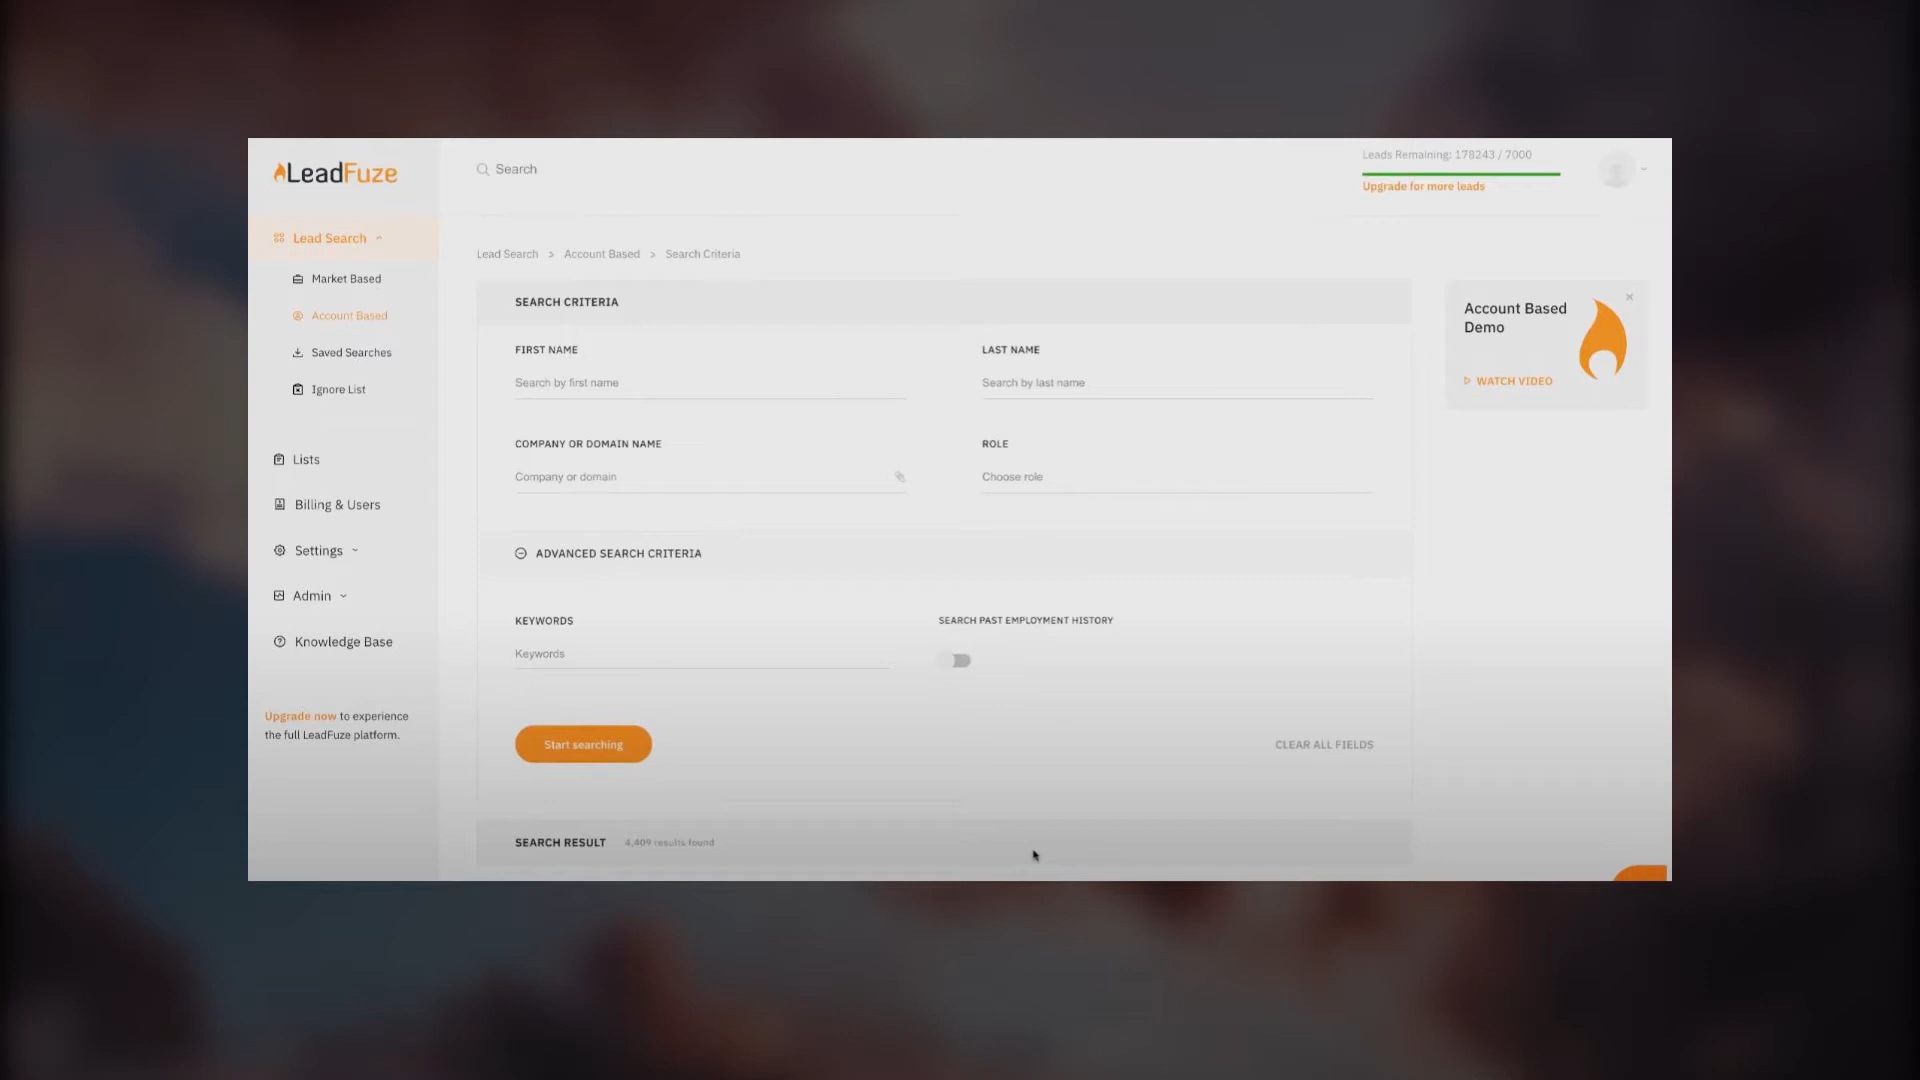 LeadFuze
Search
Leads Remaining: 178243 / 7000
Upgrade for more leads
Lead Search
Market Based
Account Based
Saved Searches
Ignore List
Lists
Billing & Users
Settings
Admin
Knowledge Base
Upgrade now to experience
the full LeadFuze platform.
Lead Search > Account Based > Search Criteria
SEARCH CRITERIA
FIRST NAME
Search by first name
LAST NAME
Search by last name
COMPANY OR DOMAIN NAME
Company or domain
ROLE
Choose role
ADVANCED SEARCH CRITERIA
KEYWORDS
Keywords
SEARCH PAST EMPLOYMENT HISTORY
Start searching
CLEAR ALL FIELDS
SEARCH RESULT 4,409 results found
Account Based
Demo
WATCH VIDEO